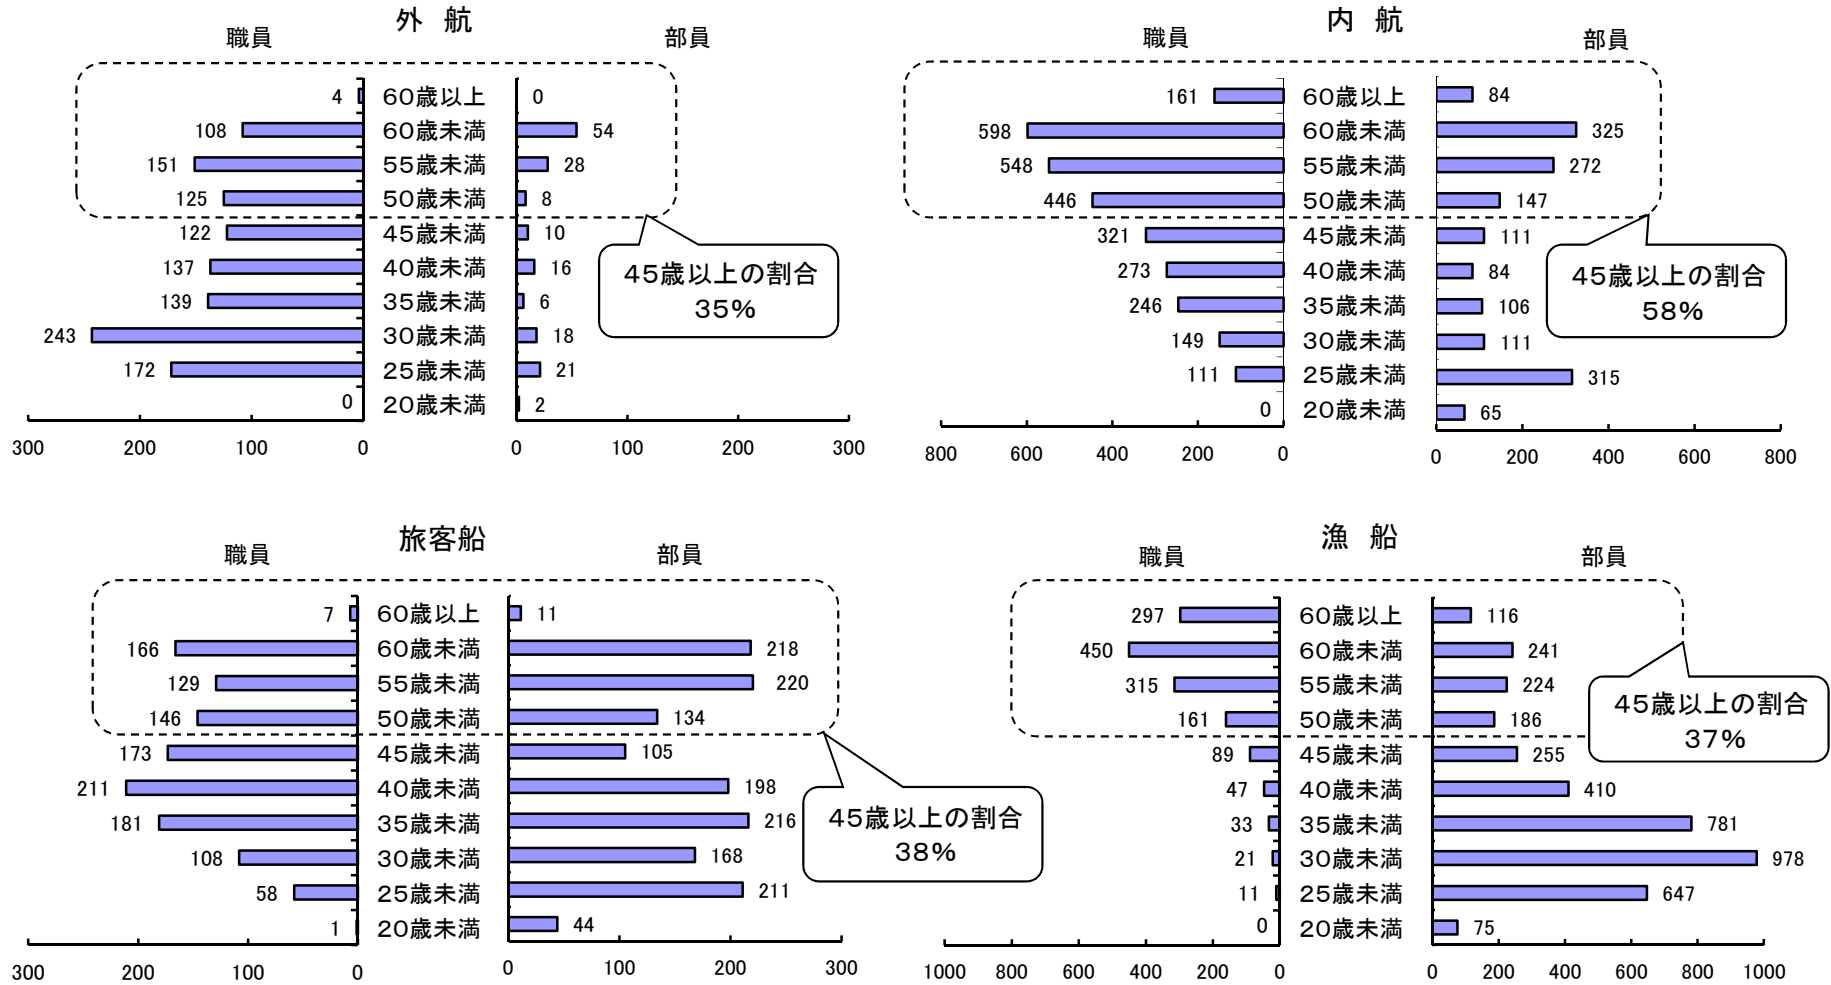 外 航
職員 部員
4 60歳以上 0
108 60歳未満 54
151 55歳未満 28
125 50歳未満 8
122 45歳未満 10
137 40歳未満 16
139 35歳未満 6
243 30歳未満 18
172 25歳未満 21
0 20歳未満 2
300 200 100 0 0 100 200 300
45歳以上の割合
35%
内 航
職員 部員
161 60歳以上 84
598 60歳未満 325
548 55歳未満 272
446 50歳未満 147
321 45歳未満 111
273 40歳未満 84
246 35歳未満 106
149 30歳未満 111
111 25歳未満 315
0 20歳未満 65
800 600 400 200 0 0 200 400 600 800
45歳以上の割合
58%
旅客船
職員 部員
7 60歳以上 11
166 60歳未満 218
129 55歳未満 220
146 50歳未満 134
173 45歳未満 105
211 40歳未満 198
181 35歳未満 216
108 30歳未満 168
58 25歳未満 211
1 20歳未満 44
300 200 100 0 0 100 200 300
45歳以上の割合
38%
漁 船
職員 部員
297 60歳以上 116
450 60歳未満 241
315 55歳未満 224
161 50歳未満 186
89 45歳未満 255
47 40歳未満 410
33 35歳未満 781
21 30歳未満 978
11 25歳未満 647
0 20歳未満 75
1000 800 600 400 200 0 0 200 400 600 800 1000
45歳以上の割合
37%